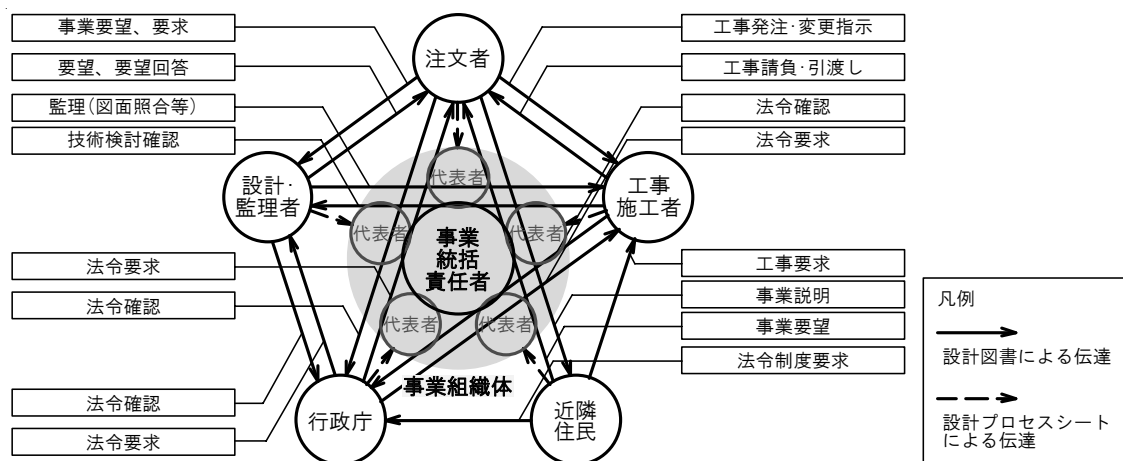 事業要望、要求
要望、要望回答
監理(図面照合等)
技術検討確認
注文者
工事発注･変更指示
工事請負･引渡し
法令確認
法令要求
設計･
監理者
工事
施工者
代表者
代表者
代表者
事業
統括
責任者
代表者
代表者
事業組織体
法令要求
法令確認
法令確認
法令要求
工事要求
事業説明
事業要望
法令制度要求
行政庁
近隣
住民
凡例
設計図書による伝達
設計プロセスシート
による伝達